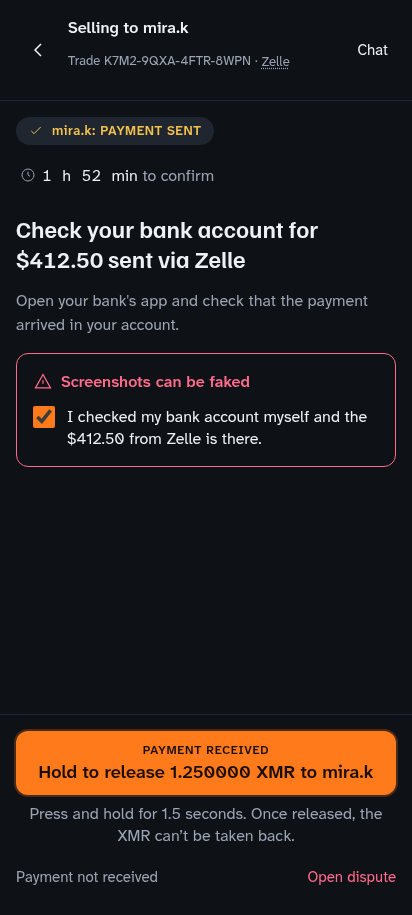 Selling to mira.k
Trade K7M2-9QXA-4FTR-8WPN · Zelle
Chat
mira.k: PAYMENT SENT
1 h 52 min to confirm
Check your bank account for
$412.50 sent via Zelle
Open your bank's app and check that the payment
arrived in your account.
Screenshots can be faked
I checked my bank account myself and the
$412.50 from Zelle is there.
PAYMENT RECEIVED
Hold to release 1.250000 XMR to mira.k
Press and hold for 1.5 seconds. Once released, the
XMR can't be taken back.
Payment not received
Open dispute